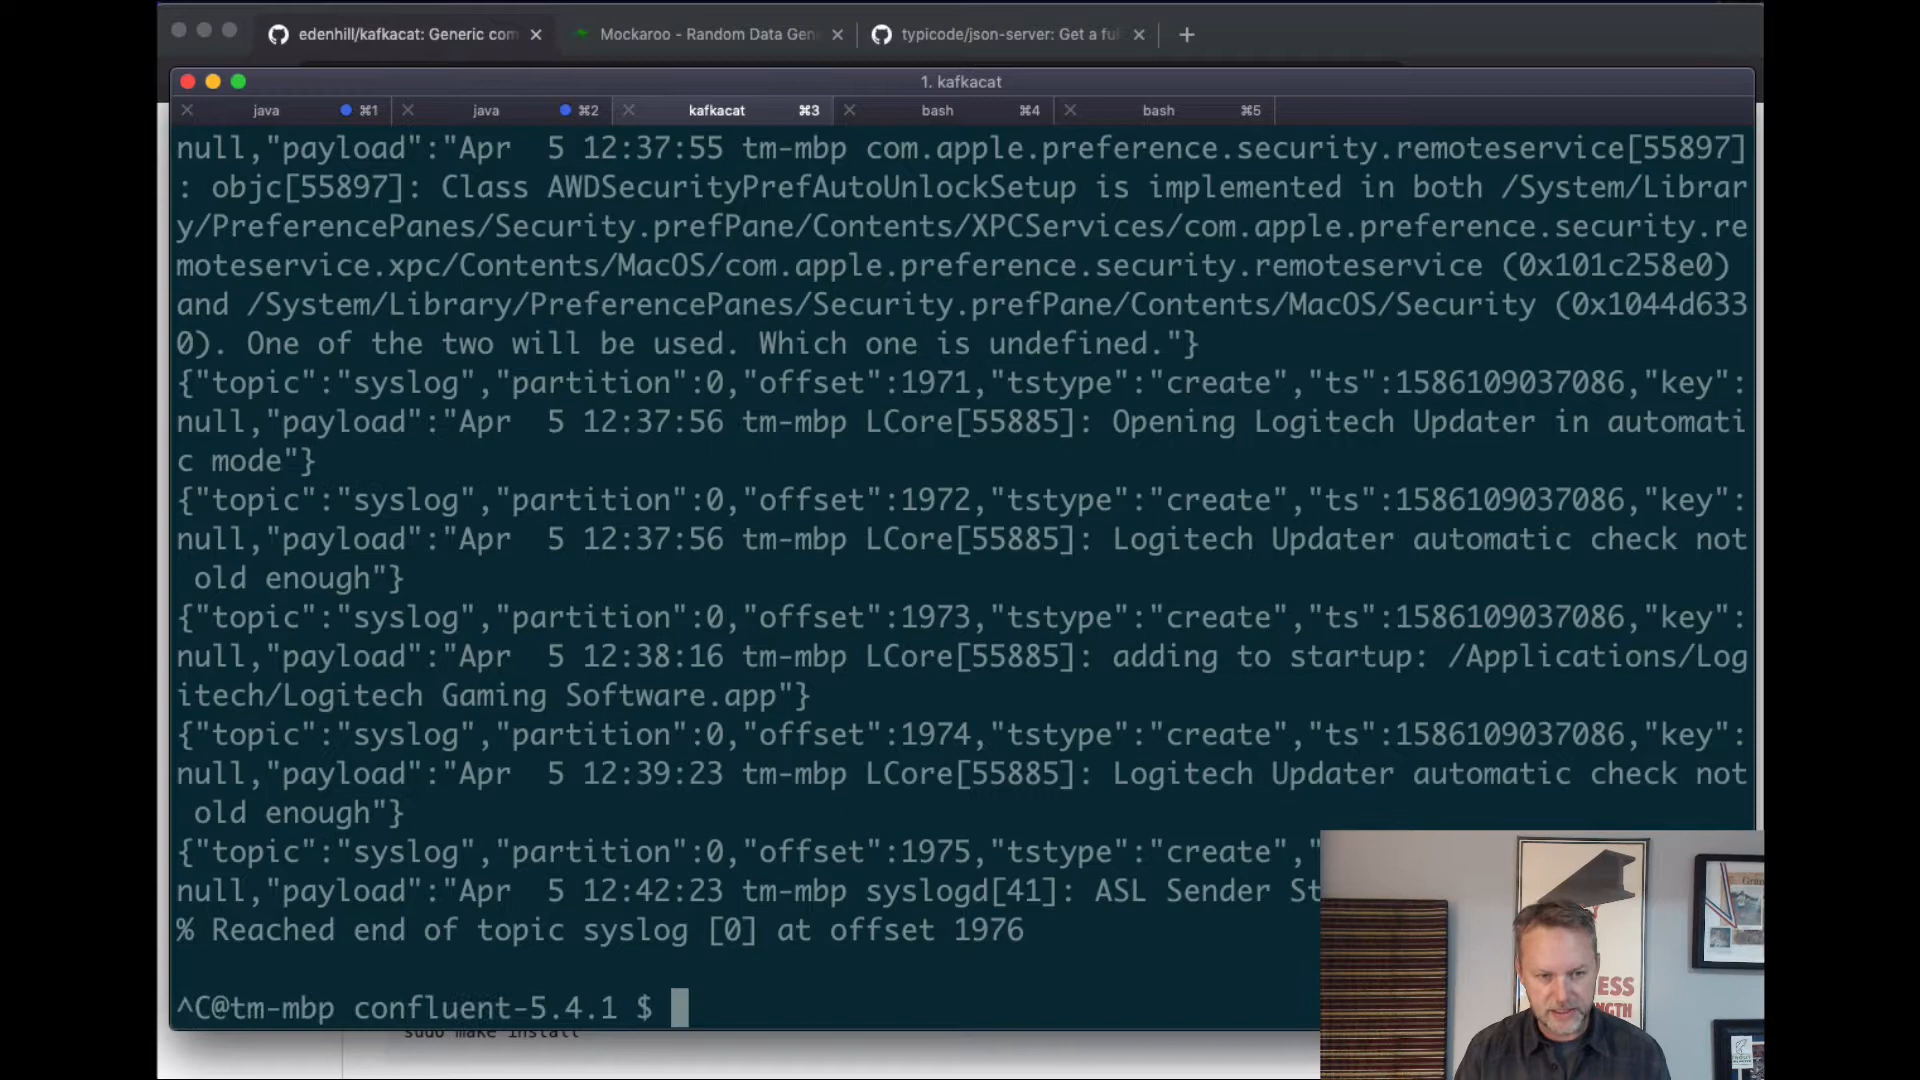 edenhill/kafkacat: Generic com
Mockaroo - Random Data Gen
typicode/json-server: Get a ful
1. kafkacat
java ⌘1 java ⌘2 kafkacat ⌘3 bash ⌘4 bash ⌘5
null,"payload":"Apr  5 12:37:55 tm-mbp com.apple.preference.security.remoteservice[55897]
: objc[55897]: Class AWDSecurityPrefAutoUnlockSetup is implemented in both /System/Librar
y/PreferencePanes/Security.prefPane/Contents/XPCServices/com.apple.preference.security.re
moteservice.xpc/Contents/MacOS/com.apple.preference.security.remoteservice (0x101c258e0)
and /System/Library/PreferencePanes/Security.prefPane/Contents/MacOS/Security (0x1044d633
0). One of the two will be used. Which one is undefined."}
{"topic":"syslog","partition":0,"offset":1971,"tstype":"create","ts":1586109037086,"key":
null,"payload":"Apr  5 12:37:56 tm-mbp LCore[55885]: Opening Logitech Updater in automati
c mode"}
{"topic":"syslog","partition":0,"offset":1972,"tstype":"create","ts":1586109037086,"key":
null,"payload":"Apr  5 12:37:56 tm-mbp LCore[55885]: Logitech Updater automatic check not
 old enough"}
{"topic":"syslog","partition":0,"offset":1973,"tstype":"create","ts":1586109037086,"key":
null,"payload":"Apr  5 12:38:16 tm-mbp LCore[55885]: adding to startup: /Applications/Log
itech/Logitech Gaming Software.app"}
{"topic":"syslog","partition":0,"offset":1974,"tstype":"create","ts":1586109037086,"key":
null,"payload":"Apr  5 12:39:23 tm-mbp LCore[55885]: Logitech Updater automatic check not
 old enough"}
{"topic":"syslog","partition":0,"offset":1975,"tstype":"create","
null,"payload":"Apr  5 12:42:23 tm-mbp syslogd[41]: ASL Sender St
% Reached end of topic syslog [0] at offset 1976
^C@tm-mbp confluent-5.4.1 $
sudo make install
ESS
NGTH